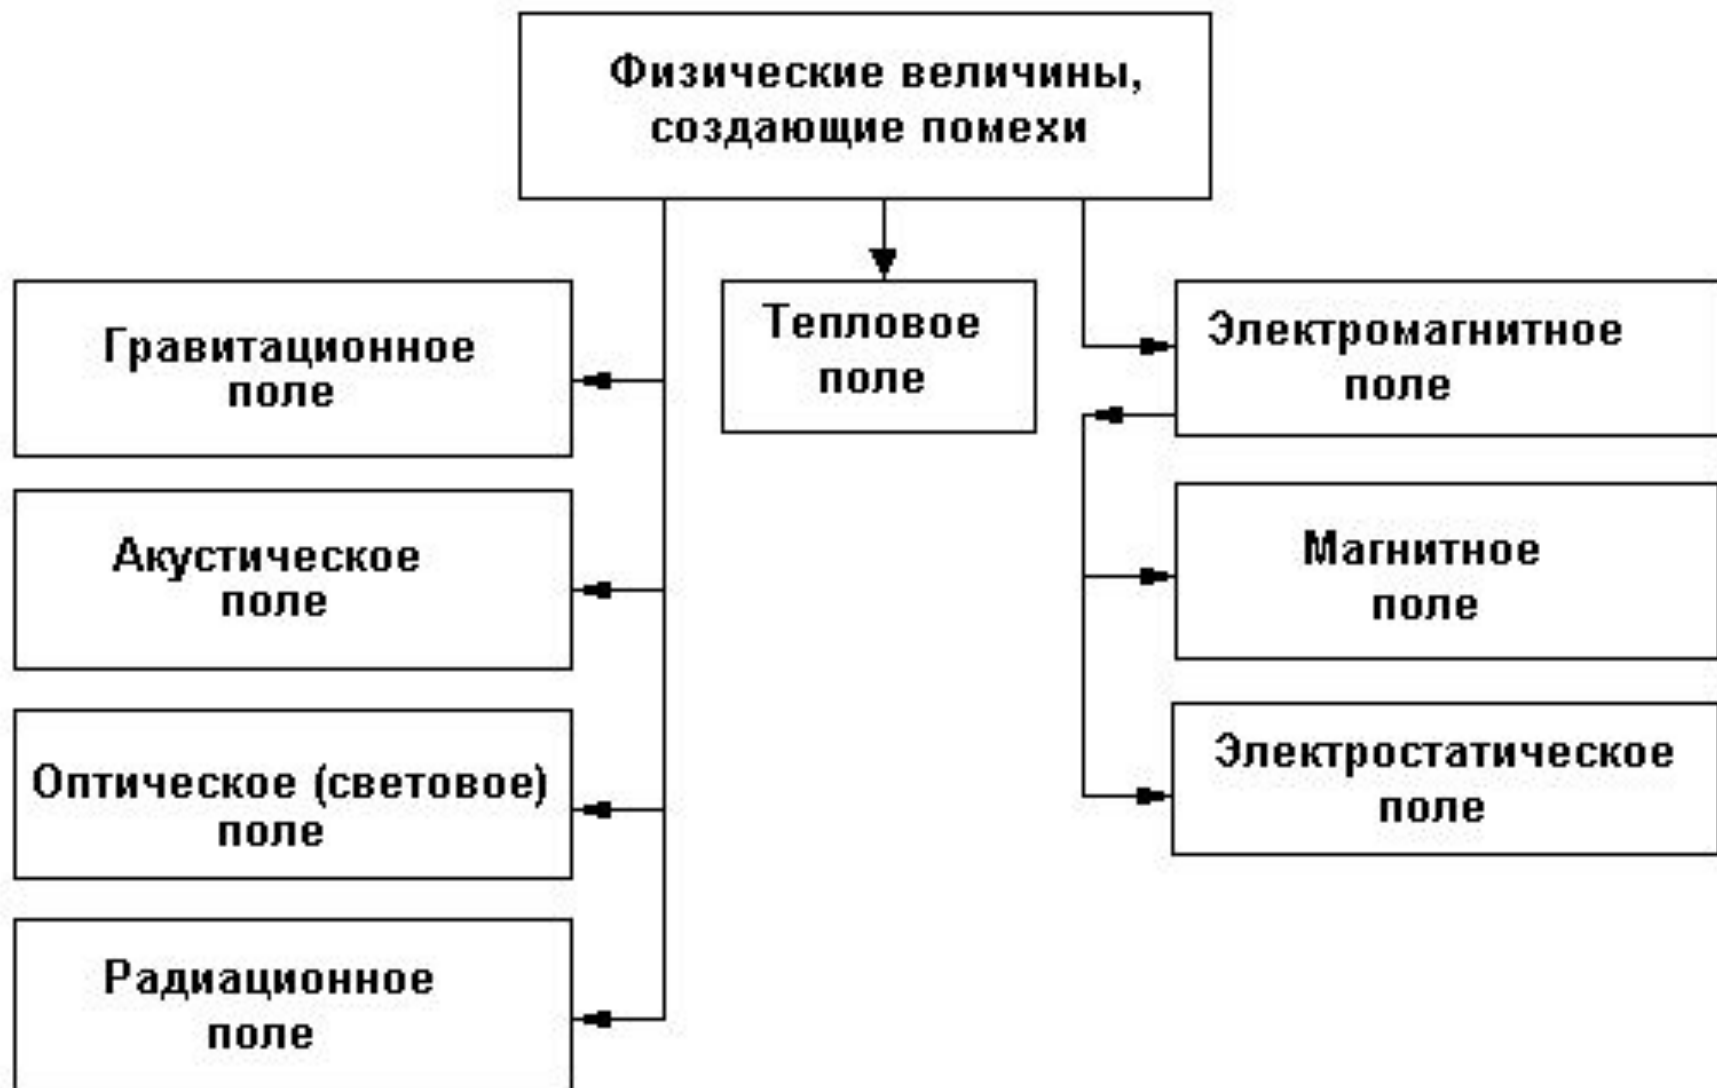 Физические величины,
создающие помехи
Гравитационное
поле
Тепловое
поле
Электромагнитное
поле
Акустическое
поле
Магнитное
поле
Оптическое (световое)
поле
Электростатическое
поле
Радиационное
поле